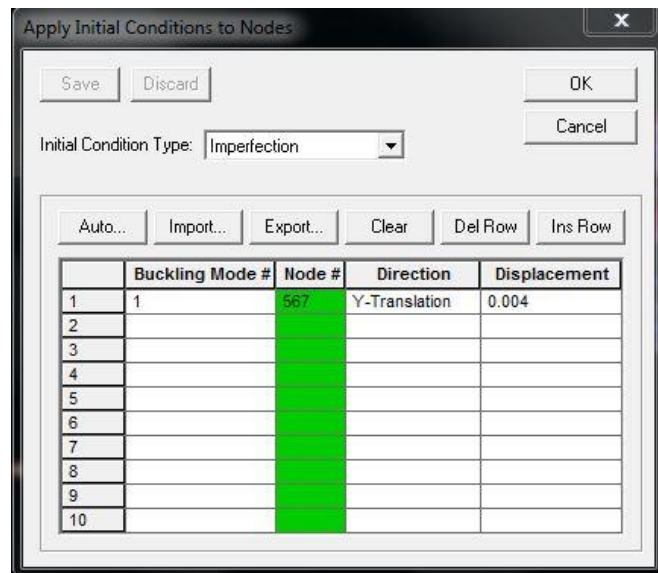 Apply Initial Conditions to Nodes
x
Save Discard OK
Cancel
Initial Condition Type: Imperfection
Auto... Import... Export... Clear Del Row Ins Row
Buckling Mode # Node # Direction Displacement
1 1 567 Y-Translation 0.004
2
3
4
5
6
7
8
9
10